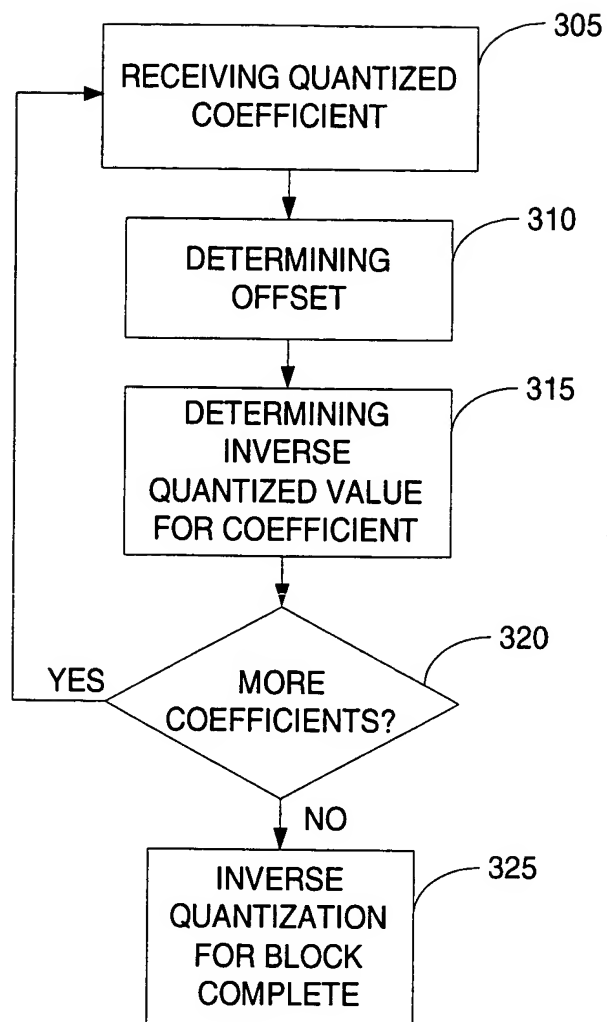 305
RECEIVING QUANTIZED
COEFFICIENT
310
DETERMINING
OFFSET
315
DETERMINING
INVERSE
QUANTIZED VALUE
FOR COEFFICIENT
320
YES
MORE
COEFFICIENTS?
NO
325
INVERSE
QUANTIZATION
FOR BLOCK
COMPLETE